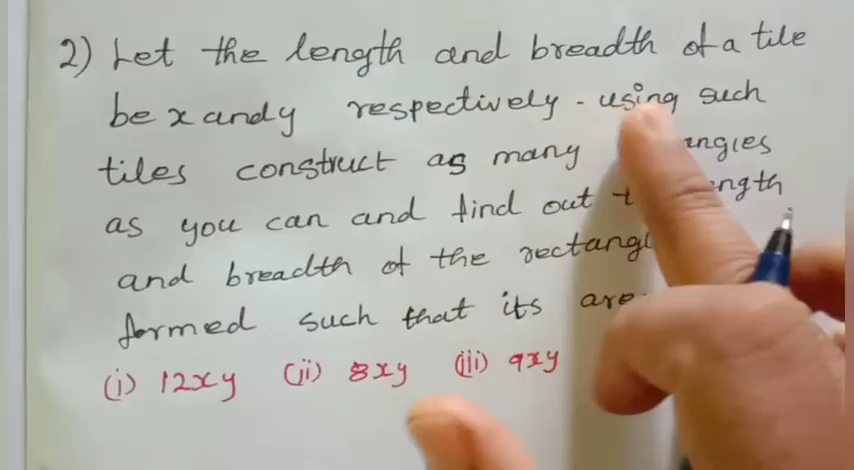 2) Let the length and breadth of a tile
be x and y respectively - using such
tiles construct as many
as you can and find out
and breadth of the
formed such that its
(i) 12xy (ii) 8xy (iii) 9xy